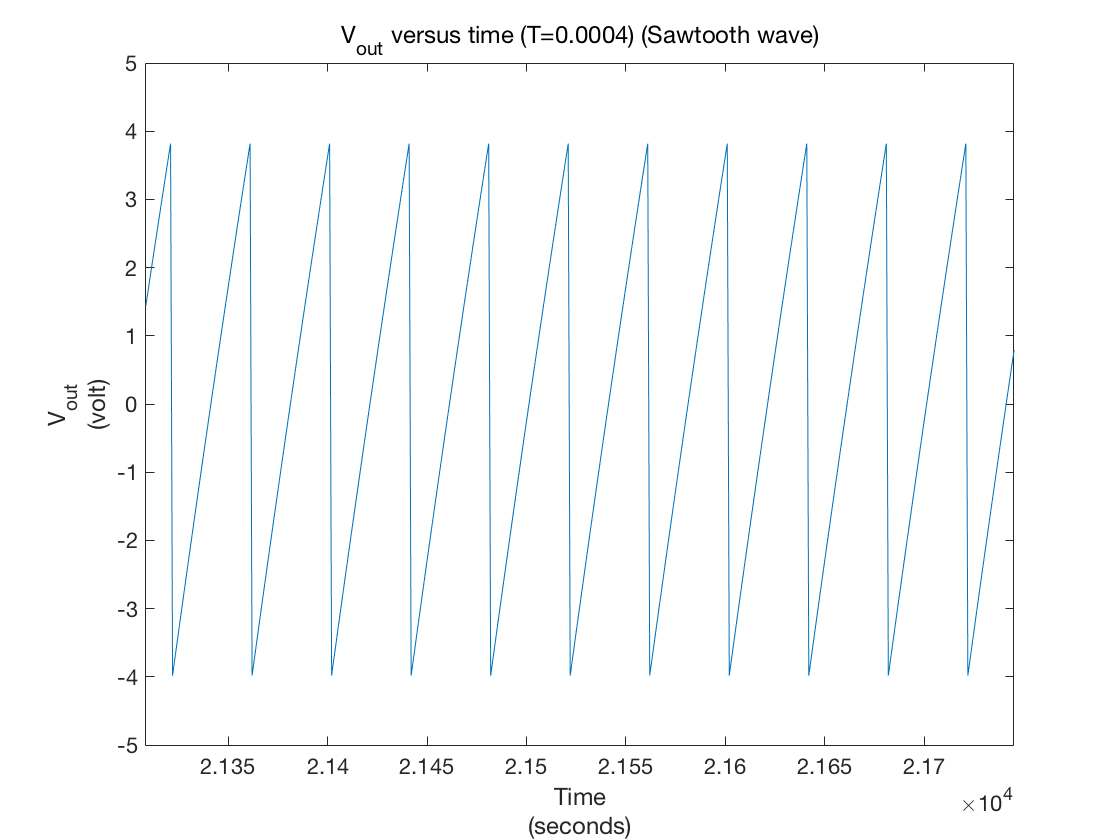 V_out versus time (T=0.0004) (Sawtooth wave)
5
4
3
2
1
0
-1
-2
-3
-4
-5
V_out
(volt)
2.135 2.14 2.145 2.15 2.155 2.16 2.165 2.17
×10^4
Time
(seconds)